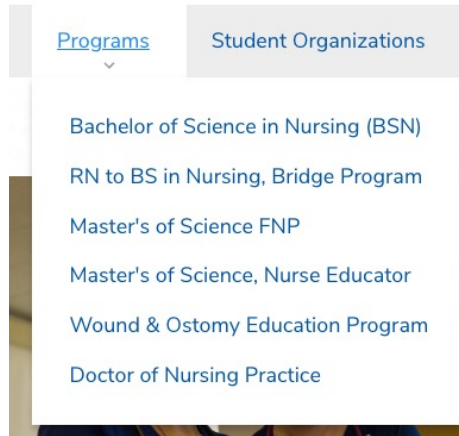 Programs
Student Organizations
Bachelor of Science in Nursing (BSN)
RN to BS in Nursing, Bridge Program
Master's of Science FNP
Master's of Science, Nurse Educator
Wound & Ostomy Education Program
Doctor of Nursing Practice